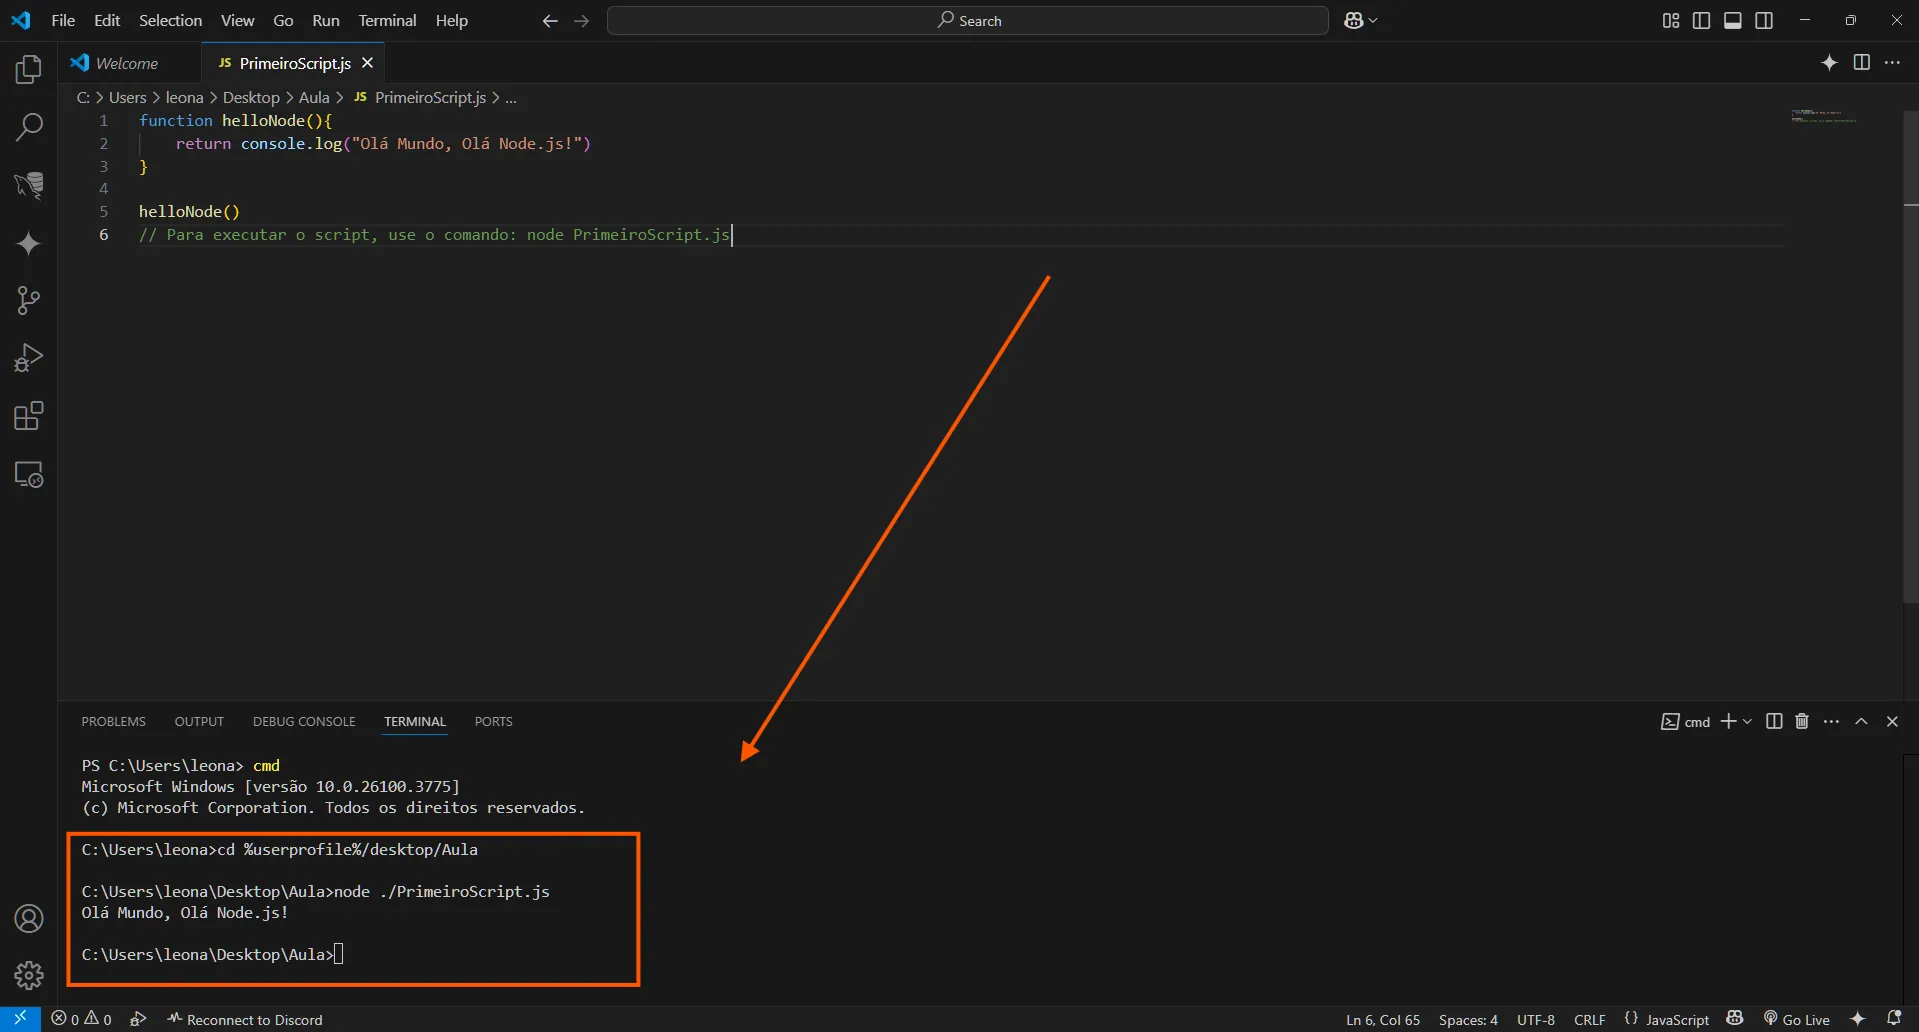 File Edit Selection View Go Run Terminal Help
Search
Welcome
JS PrimeiroScript.js
C: > Users > leona > Desktop > Aula > JS PrimeiroScript.js > ...
1 function helloNode(){
2 return console.log("Olá Mundo, Olá Node.js!")
3 }
4
5 helloNode()
6 // Para executar o script, use o comando: node PrimeiroScript.js
PROBLEMS OUTPUT DEBUG CONSOLE TERMINAL PORTS
cmd
PS C:\Users\leona> cmd
Microsoft Windows [versão 10.0.26100.3775]
(c) Microsoft Corporation. Todos os direitos reservados.
C:\Users\leona>cd %userprofile%/desktop/Aula
C:\Users\leona\Desktop\Aula>node ./PrimeiroScript.js
Olá Mundo, Olá Node.js!
C:\Users\leona\Desktop\Aula>
0 0 Reconnect to Discord
Ln 6, Col 65 Spaces: 4 UTF-8 CRLF {} JavaScript Go Live